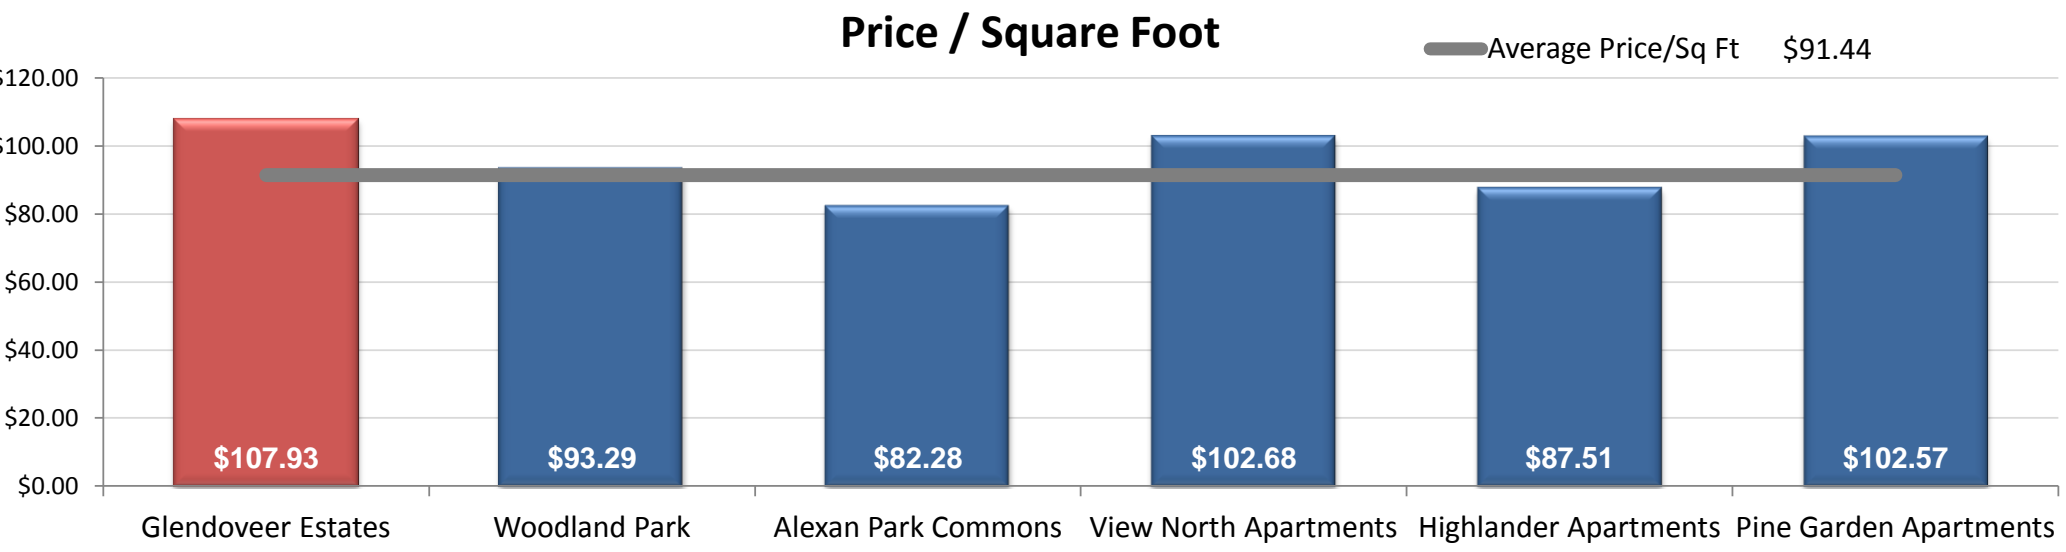 Price / Square Foot
Average Price/Sq Ft $91.44
$120.00
$100.00
$80.00
$60.00
$40.00
$20.00
$0.00
$107.93 $93.29 $82.28 $102.68 $87.51 $102.57
Glendoveer Estates Woodland Park Alexan Park Commons View North Apartments Highlander Apartments Pine Garden Apartments